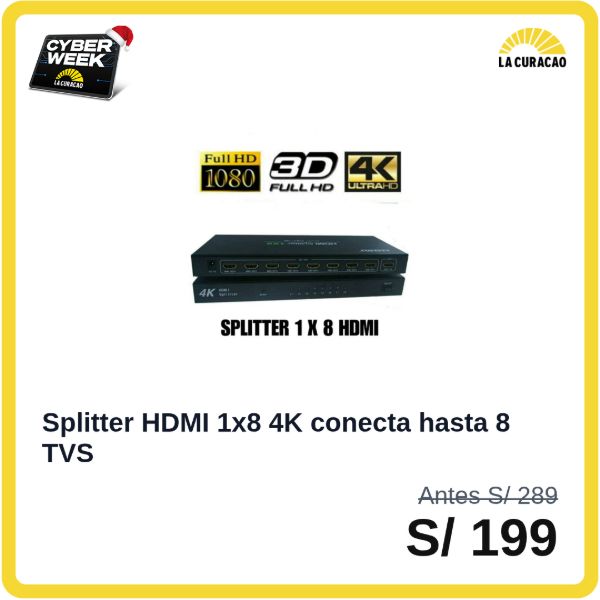 CYBER
WEEK
LA CURACAO
LA CURACAO
Full HD
1080
3D
FULL HD
4K
ULTRA HD
4K HDMI
SPLITTER 1 X 8 HDMI
Splitter HDMI 1x8 4K conecta hasta 8
TVS
Antes S/ 289
S/ 199